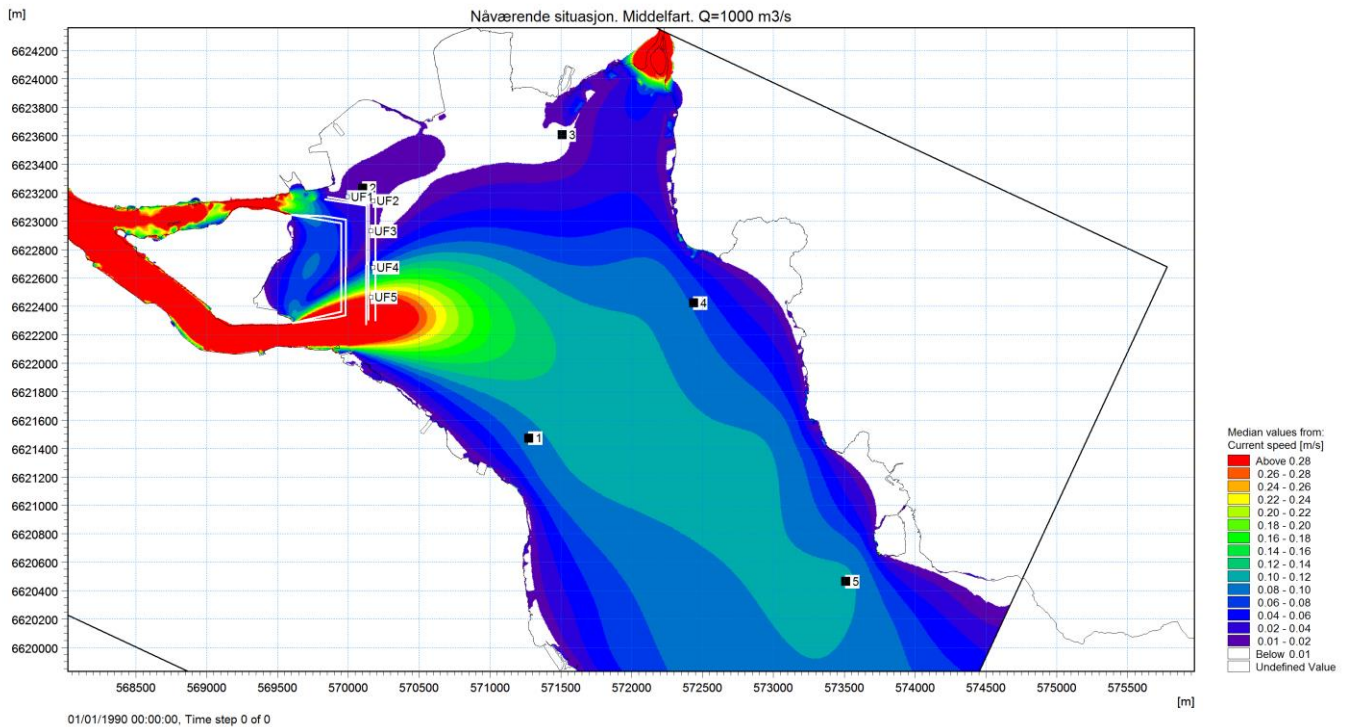 [m]
Nåværende situasjon. Middelfart. Q=1000 m3/s
6624200
6624000
6623800
6623600
6623400
6623200
6623000
6622800
6622600
6622400
6622200
6622000
6621800
6621600
6621400
6621200
6621000
6620800
6620600
6620400
6620200
6620000
3
2
UF1
UF2
UF3
UF4
UF5
4
1
5
Median values from:
Current speed [m/s]
Above 0.28
0.26 - 0.28
0.24 - 0.26
0.22 - 0.24
0.20 - 0.22
0.18 - 0.20
0.16 - 0.18
0.14 - 0.16
0.12 - 0.14
0.10 - 0.12
0.08 - 0.10
0.06 - 0.08
0.04 - 0.06
0.02 - 0.04
0.01 - 0.02
Below 0.01
Undefined Value
568500 569000 569500 570000 570500 571000 571500 572000 572500 573000 573500 574000 574500 575000 575500
[m]
01/01/1990 00:00:00, Time step 0 of 0